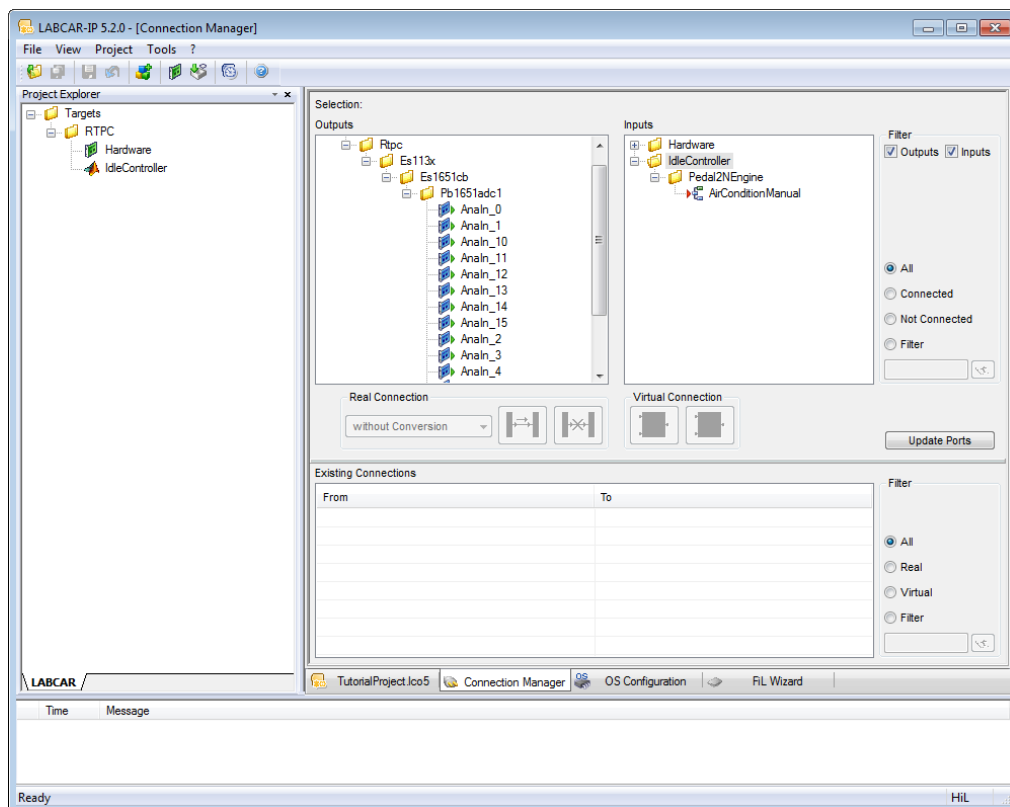 LABCAR-IP 5.2.0 - [Connection Manager]
File View Project Tools ?
Project Explorer
Targets
RTPC
Hardware
IdleController
LABCAR
Selection:
Outputs
Rtpc
Es113x
Es1651cb
Pb1651adc1
AnaIn_0
AnaIn_1
AnaIn_10
AnaIn_11
AnaIn_12
AnaIn_13
AnaIn_14
AnaIn_15
AnaIn_2
AnaIn_3
AnaIn_4
Inputs
Hardware
IdleController
Pedal2NEngine
AirConditionManual
Filter
Outputs Inputs
All
Connected
Not Connected
Filter
Real Connection
without Conversion
Virtual Connection
Update Ports
Existing Connections
From To
Filter
All
Real
Virtual
Filter
TutorialProject.lco5 Connection Manager OS OS Configuration FiL Wizard
Time Message
Ready HiL